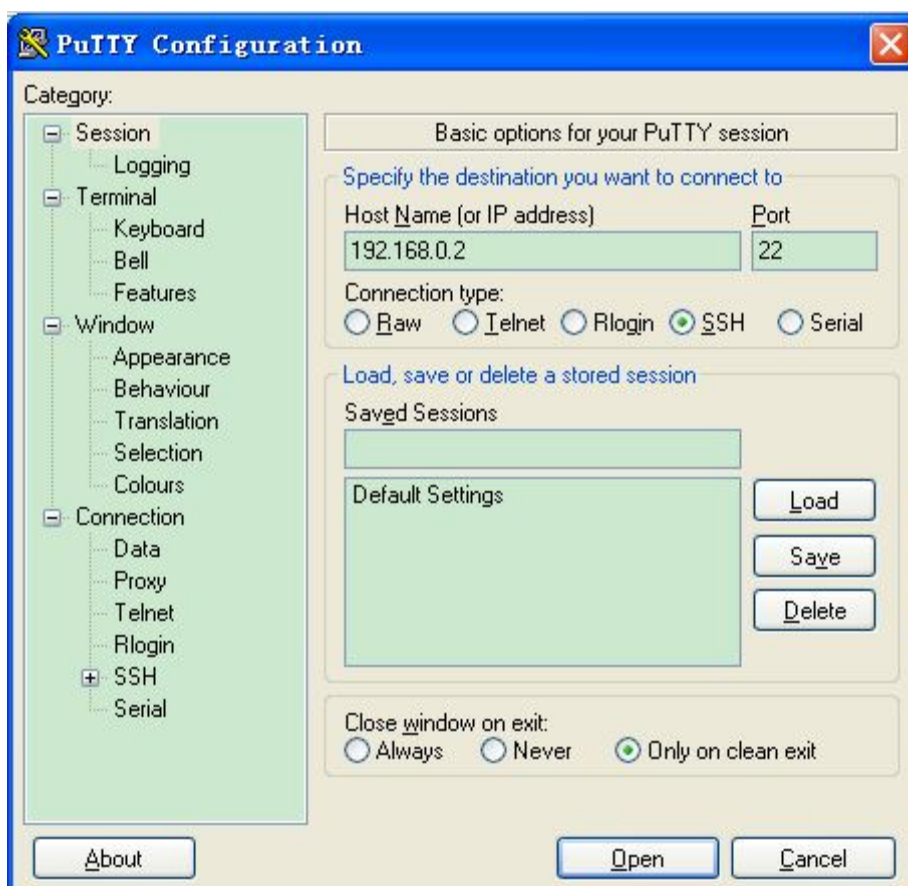 PuTTY Configuration
Category:
Session
Logging
Terminal
Keyboard
Bell
Features
Window
Appearance
Behaviour
Translation
Selection
Colours
Connection
Data
Proxy
Telnet
Rlogin
SSH
Serial
Basic options for your PuTTY session
Specify the destination you want to connect to
Host Name (or IP address) Port
192.168.0.2 22
Connection type:
Raw Telnet Rlogin SSH Serial
Load, save or delete a stored session
Saved Sessions
Default Settings
Load
Save
Delete
Close window on exit:
Always Never Only on clean exit
About Open Cancel